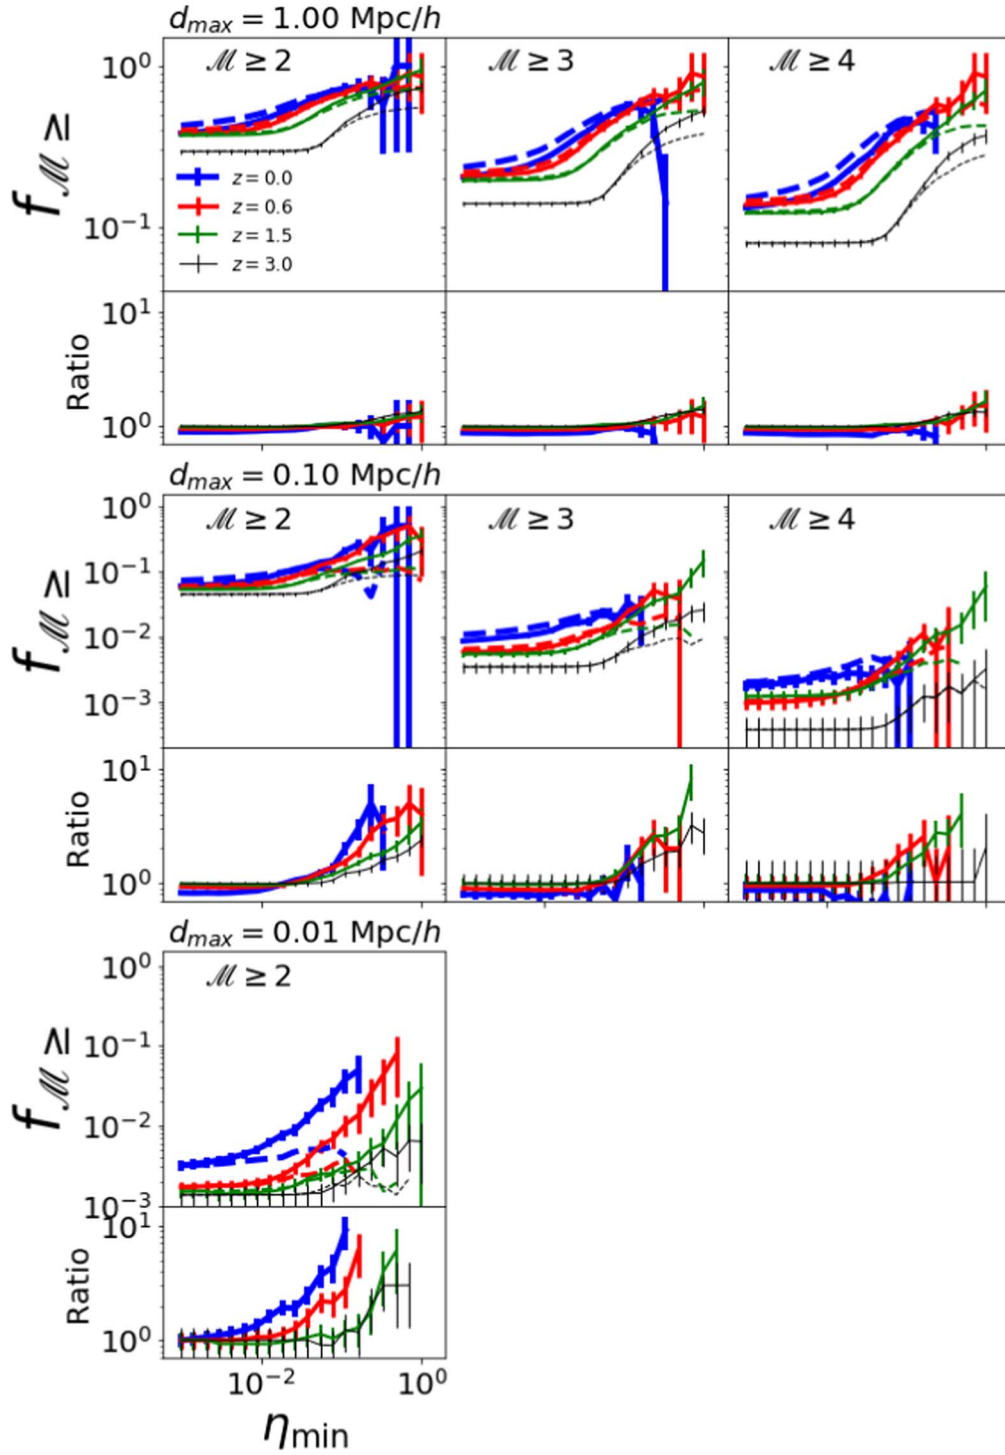 d_max = 1.00 Mpc/h
ℳ ≥ 2
ℳ ≥ 3
ℳ ≥ 4
10^0
10^-1
f_ℳ ≥
z = 0.0
z = 0.6
z = 1.5
z = 3.0
10^1
10^0
Ratio
d_max = 0.10 Mpc/h
ℳ ≥ 2
ℳ ≥ 3
ℳ ≥ 4
10^0
10^-1
10^-2
10^-3
f_ℳ ≥
10^1
10^0
Ratio
d_max = 0.01 Mpc/h
ℳ ≥ 2
10^0
10^-1
10^-2
10^-3
f_ℳ ≥
10^1
10^0
Ratio
10^-2 10^0
η_min